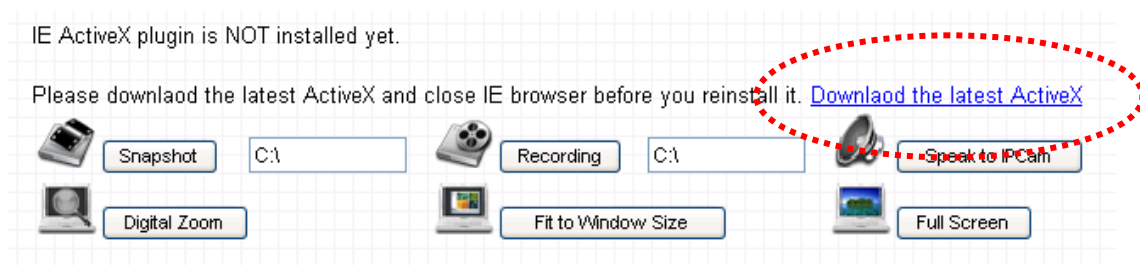 IE ActiveX plugin is NOT installed yet.
Please downlaod the latest ActiveX and close IE browser before you reinstall it. Downlaod the latest ActiveX
Snapshot C:\ Recording C:\ Speak to IPCam
Digital Zoom Fit to Window Size Full Screen